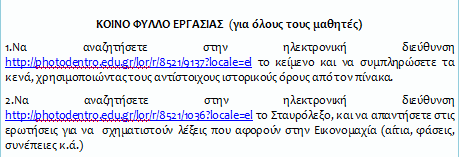 ΚΟΙΝΟ ΦΥΛΛΟ ΕΡΓΑΣΙΑΣ (για όλους τους μαθητές)
1.Να αναζητήσετε στην ηλεκτρονική διεύθυνση
http://photodentro.edu.gr/lor/r/8521/9137?locale=el το κείμενο και να συμπληρώσετε τα
κενά, χρησιμοποιώντας τους αντίστοιχους ιστορικούς όρους από τον πίνακα.
2.Να αναζητήσετε στην ηλεκτρονική διεύθυνση
http://photodentro.edu.gr/lor/r/8521/1036?locale=el το Σταυρόλεξο, και να απαντήσετε στις
ερωτήσεις για να σχηματιστούν λέξεις που αφορούν στην Εικονομαχία (αίτια, φάσεις,
συνέπειες κ.ά.)